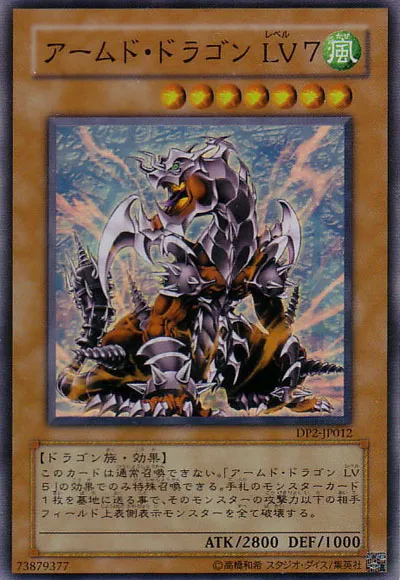 アームド・ドラゴン LV7 風
DP2-JP012
【ドラゴン族・効果】
このカードは通常召喚できない。「アームド・ドラゴン LV
5」の効果でのみ特殊召喚できる。手札のモンスターカード
1枚を墓地に送る事で、そのモンスターの攻撃力以下の相手
フィールド上表側表示モンスターを全て破壊する。
ATK/2800 DEF/1000
73879377 ©高橋和希 スタジオ・ダイス/集英社